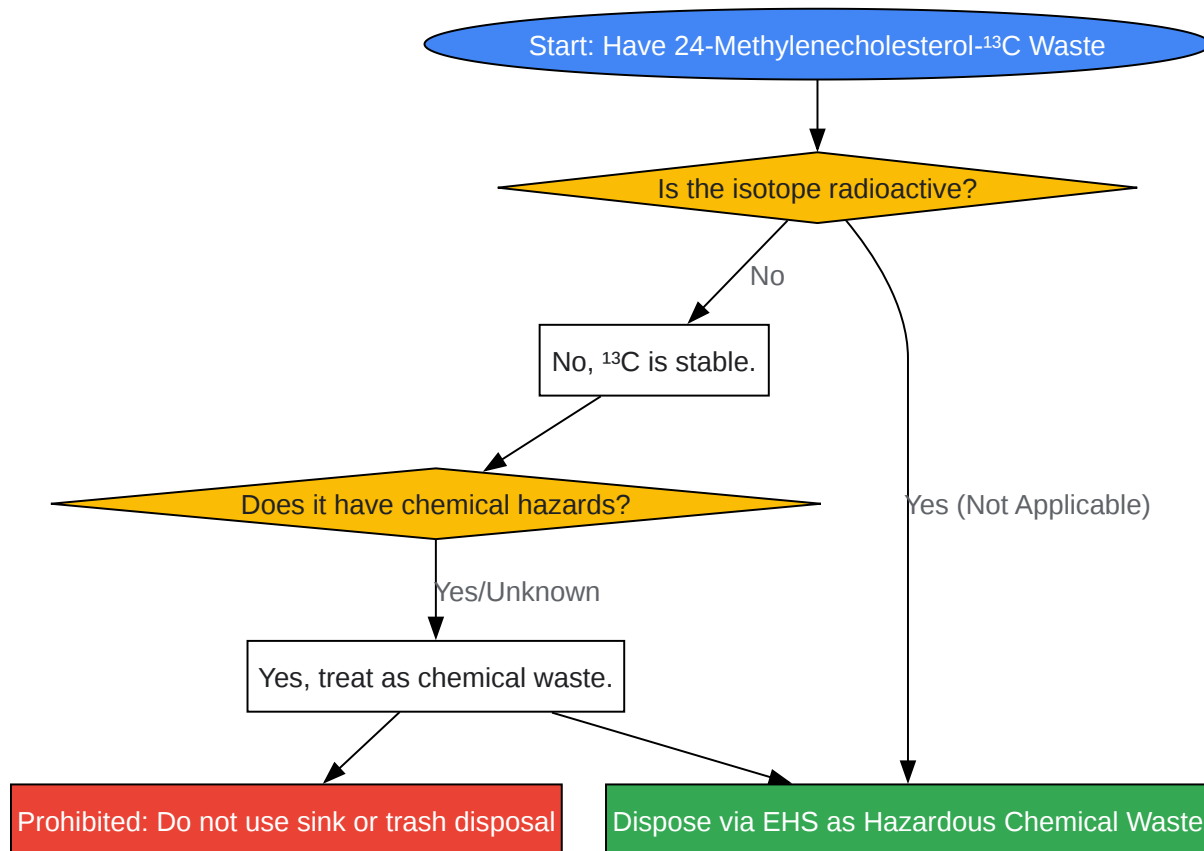 Start: Have 24-Methylenecholesterol-¹³C Waste
Is the isotope radioactive?
No
No, ¹³C is stable.
Does it have chemical hazards?
Yes (Not Applicable)
Yes/Unknown
Yes, treat as chemical waste.
Prohibited: Do not use sink or trash disposal
Dispose via EHS as Hazardous Chemical Waste